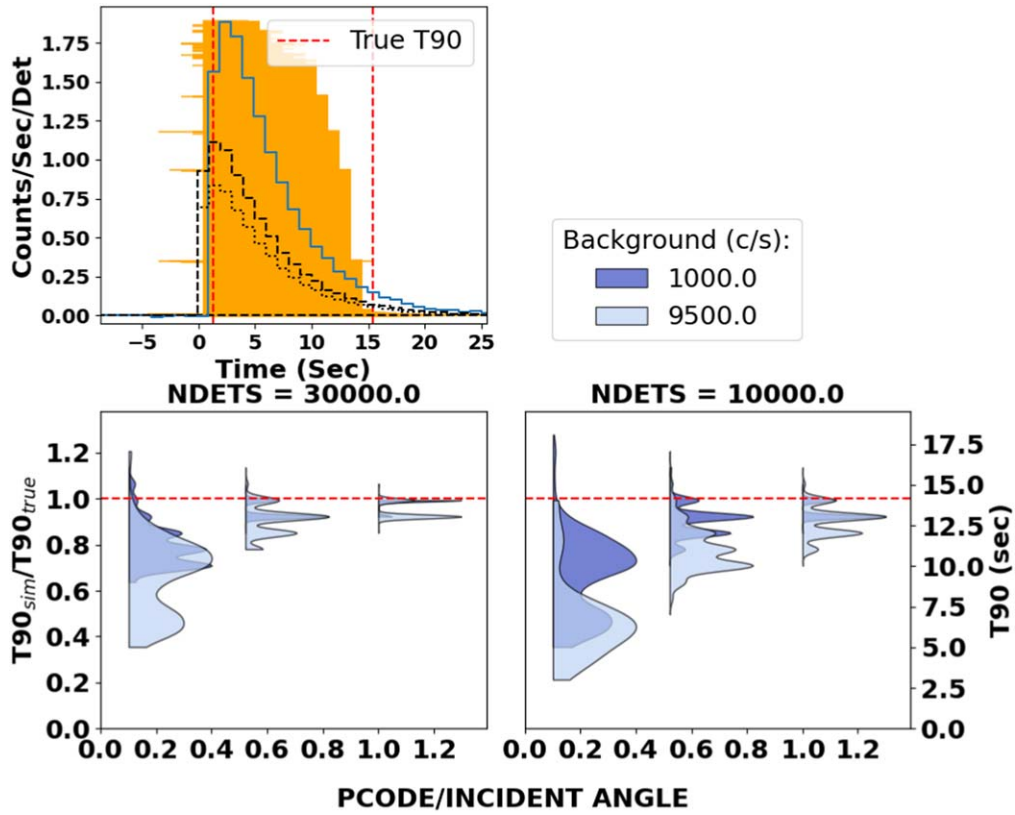 Counts/Sec/Det
1.75
1.50
1.25
1.00
0.75
0.50
0.25
0.00
True T90
−5 0 5 10 15 20 25
Time (Sec)
Background (c/s):
1000.0
9500.0
NDETS = 30000.0
T90sim/T90true
1.2
1.0
0.8
0.6
0.4
0.2
0.0
0.0 0.2 0.4 0.6 0.8 1.0 1.2
NDETS = 10000.0
17.5
15.0
12.5
10.0
7.5
5.0
2.5
0.0
T90 (sec)
0.0 0.2 0.4 0.6 0.8 1.0 1.2
PCODE/INCIDENT ANGLE